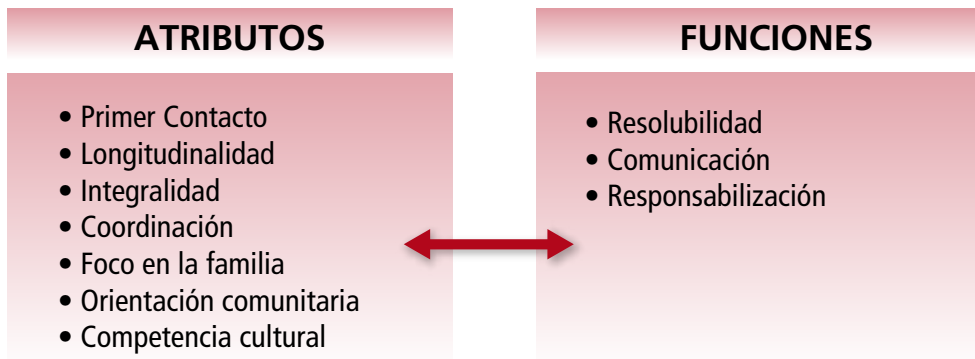 ATRIBUTOS
• Primer Contacto
• Longitudinalidad
• Integralidad
• Coordinación
• Foco en la familia
• Orientación comunitaria
• Competencia cultural
FUNCIONES
• Resolubilidad
• Comunicación
• Responsabilización